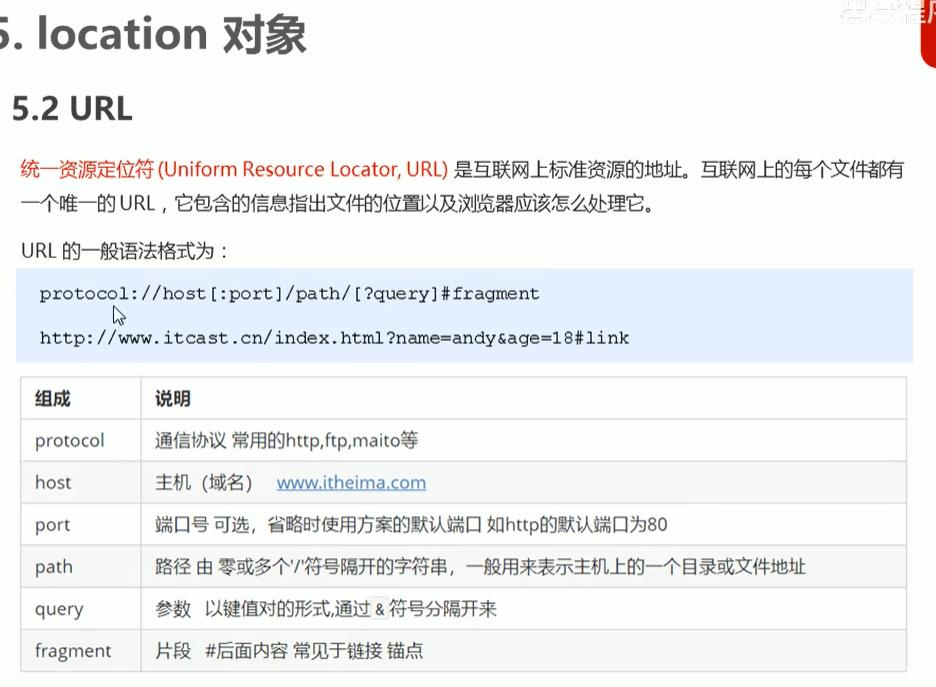 5. location 对象
5.2 URL
统一资源定位符 (Uniform Resource Locator, URL) 是互联网上标准资源的地址。互联网上的每个文件都有
一个唯一的 URL，它包含的信息指出文件的位置以及浏览器应该怎么处理它。
URL 的一般语法格式为：
protocol://host[:port]/path/[?query]#fragment
http://www.itcast.cn/index.html?name=andy&age=18#link
组成 说明
protocol 通信协议 常用的http,ftp,maito等
host 主机（域名） www.itheima.com
port 端口号 可选，省略时使用方案的默认端口 如http的默认端口为80
path 路径 由 零或多个'/'符号隔开的字符串，一般用来表示主机上的一个目录或文件地址
query 参数 以键值对的形式,通过 & 符号分隔开来
fragment 片段 #后面内容 常见于链接 锚点